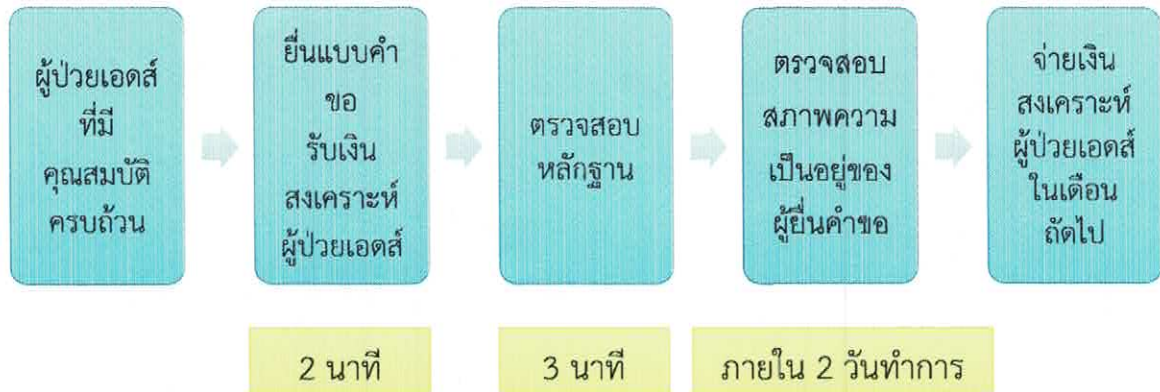 ผู้ป่วยเอดส์
ที่มี
คุณสมบัติ
ครบถ้วน
ยื่นแบบคำ
ขอ
รับเงิน
สงเคราะห์
ผู้ป่วยเอดส์
ตรวจสอบ
หลักฐาน
ตรวจสอบ
สภาพความ
เป็นอยู่ของ
ผู้ยื่นคำขอ
จ่ายเงิน
สงเคราะห์
ผู้ป่วยเอดส์
ในเดือน
ถัดไป
2 นาที
3 นาที
ภายใน 2 วันทำการ